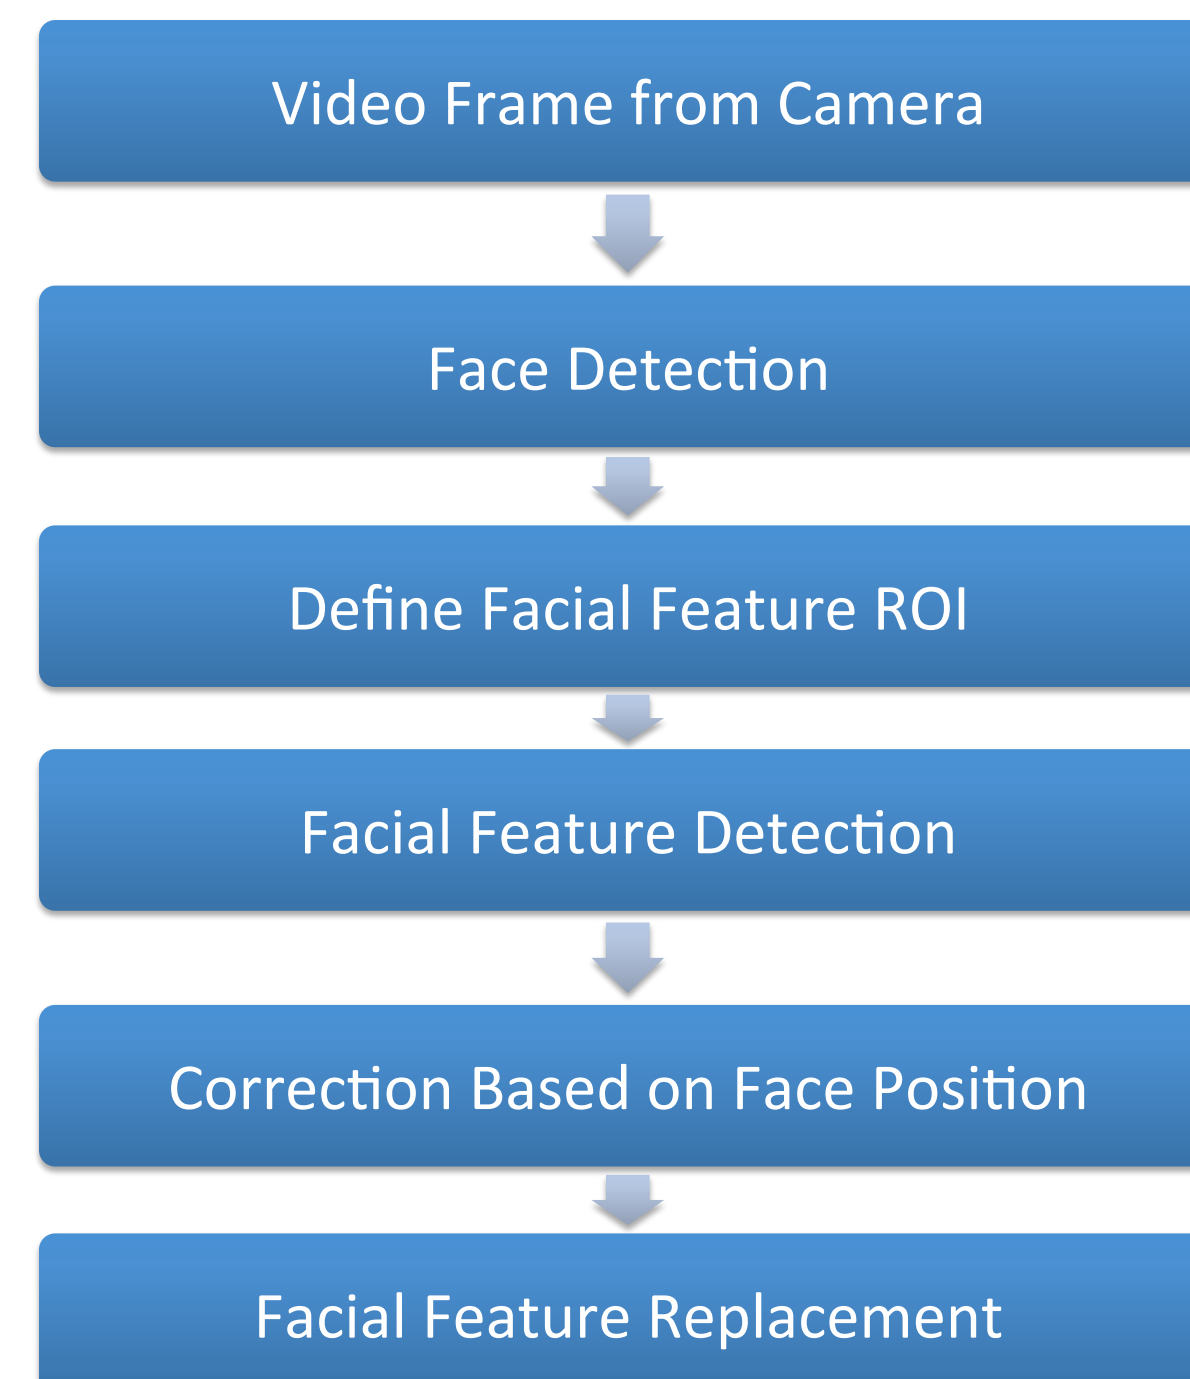 Video Frame from Camera
Face Detection
Define Facial Feature ROI
Facial Feature Detection
Correction Based on Face Position
Facial Feature Replacement